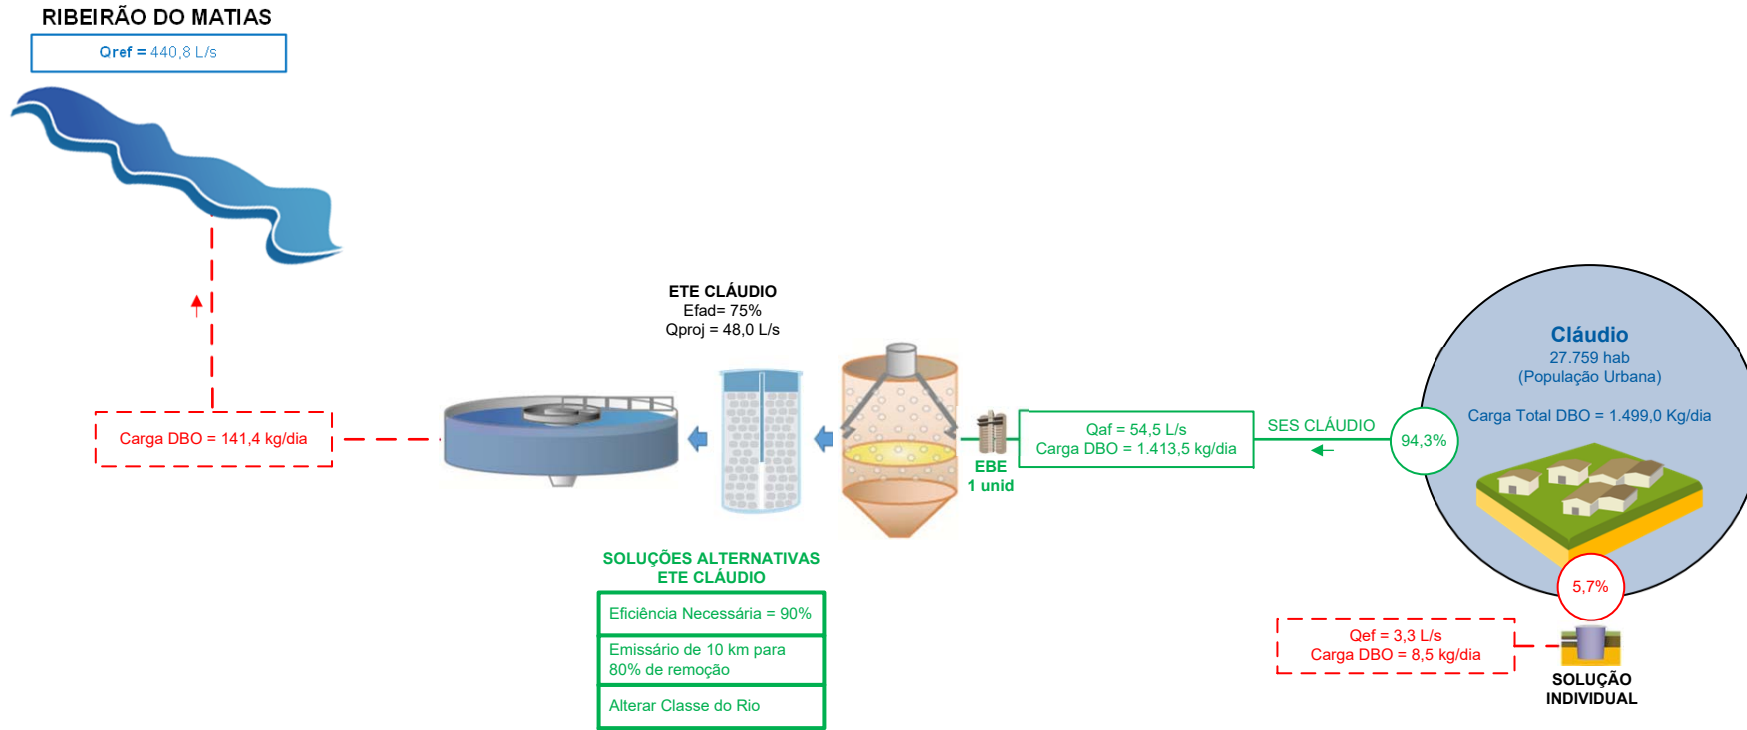 RIBEIRÃO DO MATIAS
Qref = 440,8 L/s
ETE CLÁUDIO
Efad= 75%
Qproj = 48,0 L/s
Cláudio
27.759 hab
(População Urbana)
Carga Total DBO = 1.499,0 Kg/dia
Carga DBO = 141,4 kg/dia
Qaf = 54,5 L/s
Carga DBO = 1.413,5 kg/dia
SES CLÁUDIO
94,3%
EBE
1 unid
SOLUÇÕES ALTERNATIVAS
ETE CLÁUDIO
Eficiência Necessária = 90%
Emissário de 10 km para
80% de remoção
Alterar Classe do Rio
5,7%
Qef = 3,3 L/s
Carga DBO = 8,5 kg/dia
SOLUÇÃO
INDIVIDUAL